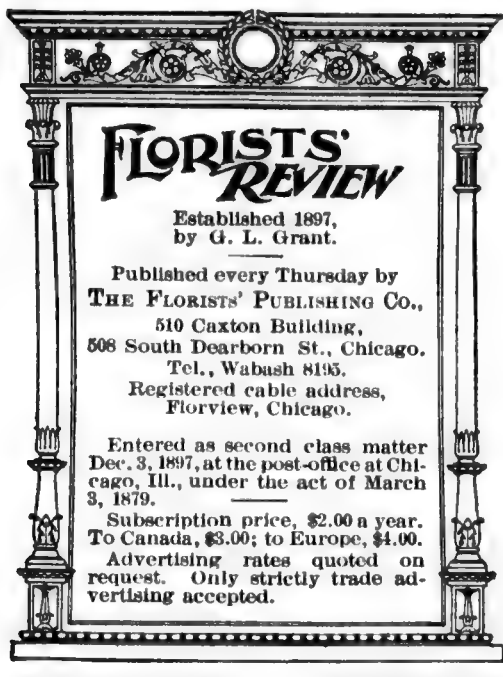 FLORISTS'
REVIEW
Established 1897,
by G. L. Grant.
Published every Thursday by
THE FLORISTS' PUBLISHING CO.,
510 Caxton Building,
508 South Dearborn St., Chicago.
Tel., Wabash 8195.
Registered cable address,
Florview, Chicago.
Entered as second class matter
Dec. 3, 1897, at the post-office at Chi-
cago, Ill., under the act of March
3, 1879.
Subscription price, $2.00 a year.
To Canada, $3.00; to Europe, $4.00.
Advertising rates quoted on
request. Only strictly trade ad-
vertising accepted.